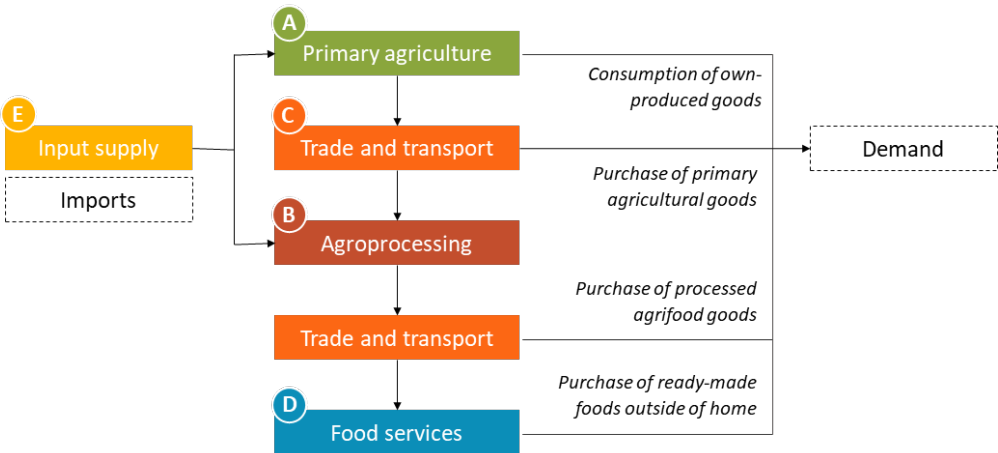 A
Primary agriculture
Consumption of own-
produced goods
E
Input supply
Imports
C
Trade and transport
Demand
Purchase of primary
agricultural goods
B
Agroprocessing
Purchase of processed
agrifood goods
Trade and transport
Purchase of ready-made
foods outside of home
D
Food services